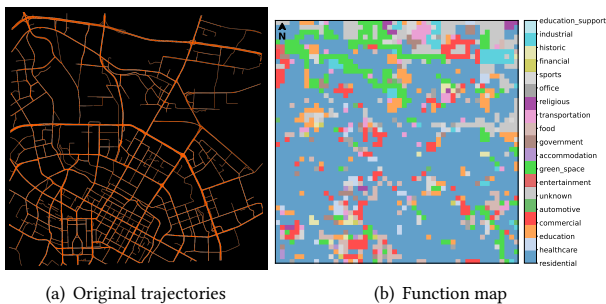 N
education_support
industrial
historic
financial
sports
office
religious
transportation
food
government
accommodation
green_space
entertainment
unknown
automotive
commercial
education
healthcare
residential
(a) Original trajectories
(b) Function map